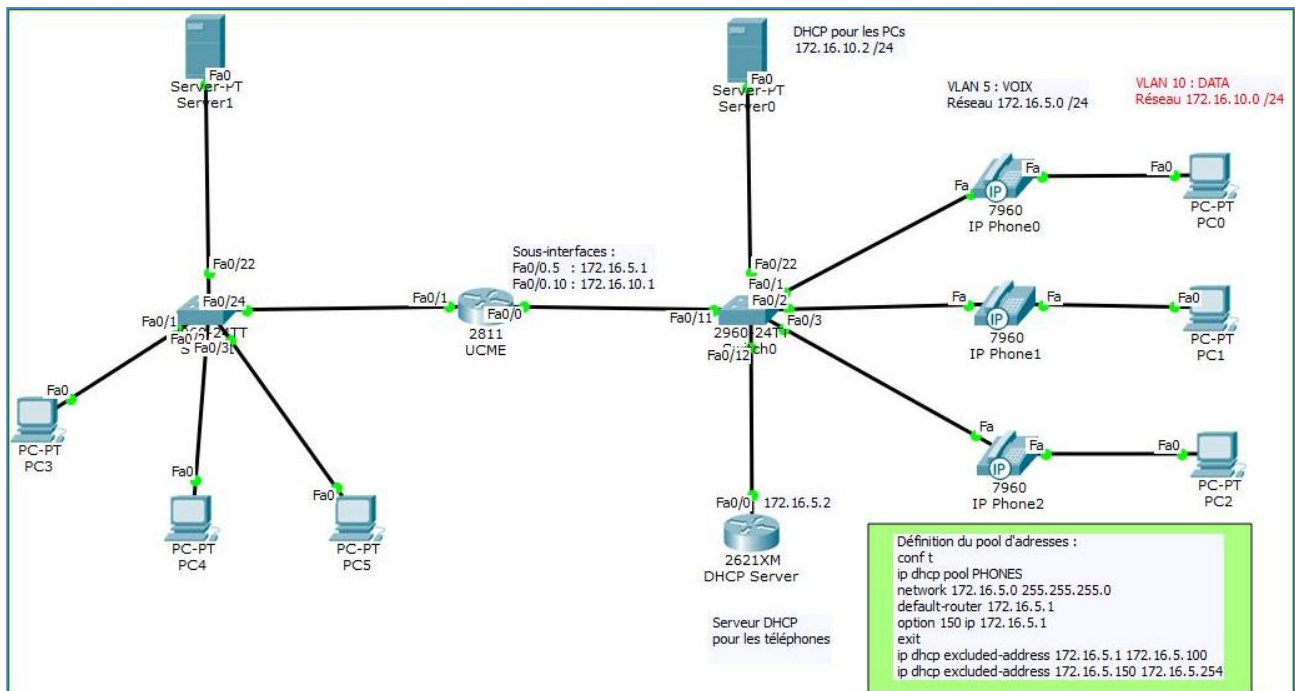 Fa0
Server-PT
Server1
DHCP pour les PCs
172.16.10.2 /24
Fa0
Server-PT
Server0
VLAN 5 : VOIX
Réseau 172.16.5.0 /24
VLAN 10 : DATA
Réseau 172.16.10.0 /24
Fa
Fa
Fa0
IP
7960
IP Phone0
PC-PT
PC0
Fa0/22
Fa0/24
Fa0/1
Fa0/3
Sous-interfaces :
Fa0/0.5 : 172.16.5.1
Fa0/0.10 : 172.16.10.1
Fa0/1
Fa0/0
2811
UCME
Fa0/22
Fa0/1
Fa0/2
Fa0/3
Fa0/11
2960-24TT
Switch0
Fa0/12
Fa
Fa
Fa0
7960
IP Phone1
PC-PT
PC1
Fa0
PC-PT
PC3
Fa0
PC-PT
PC4
Fa0
PC-PT
PC5
Fa
Fa
Fa0
IP
7960
IP Phone2
PC-PT
PC2
Fa0/0
172.16.5.2
2621XM
DHCP Server
Serveur DHCP
pour les téléphones
Définition du pool d'adresses :
conf t
ip dhcp pool PHONES
network 172.16.5.0 255.255.255.0
default-router 172.16.5.1
option 150 ip 172.16.5.1
exit
ip dhcp excluded-address 172.16.5.1 172.16.5.100
ip dhcp excluded-address 172.16.5.150 172.16.5.254